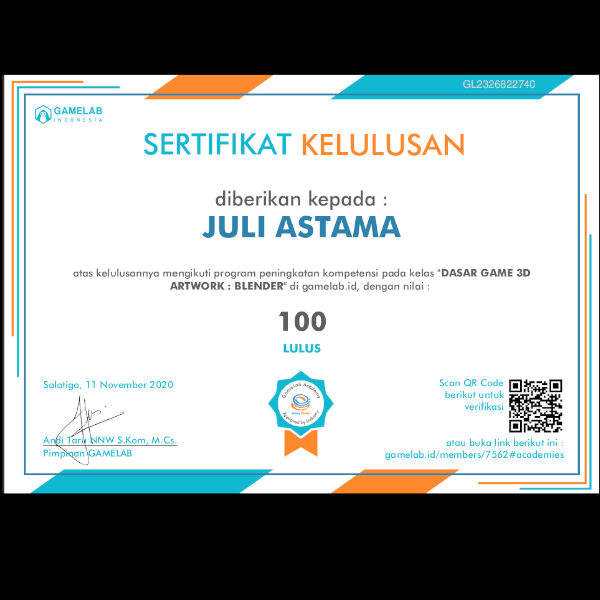 GL2326822740
GAMELAB
INDONESIA
SERTIFIKAT KELULUSAN
diberikan kepada :
JULI ASTAMA
atas kelulusannya mengikuti program peningkatan kompetensi pada kelas "DASAR GAME 3D
ARTWORK : BLENDER" di gamelab.id, dengan nilai :
100
LULUS
Salatiga, 11 November 2020
Andi Taru NNW S.Kom, M.Cs.
Pimpinan GAMELAB
Gamelab Academy
Approved by Industry
Scan QR Code
berikut untuk
verifikasi
atau buka link berikut ini :
gamelab.id/members/7562#academies